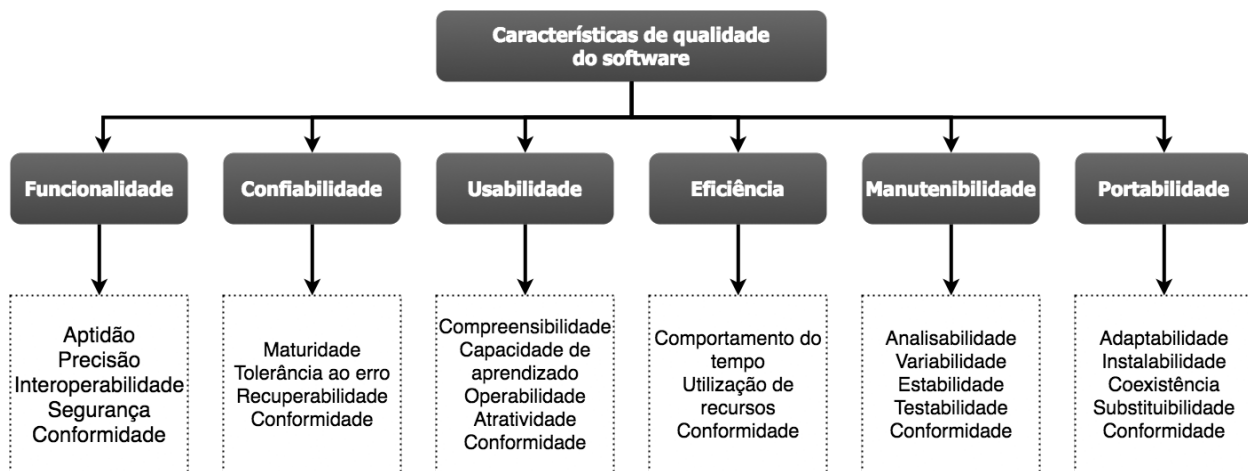 Características de qualidade
do software
Funcionalidade
Confiabilidade
Usabilidade
Eficiência
Manutenibilidade
Portabilidade
Aptidão
Precisão
Interoperabilidade
Segurança
Conformidade
Maturidade
Tolerância ao erro
Recuperabilidade
Conformidade
Compreensibilidade
Capacidade de
aprendizado
Operabilidade
Atratividade
Conformidade
Comportamento do
tempo
Utilização de
recursos
Conformidade
Analisabilidade
Variabilidade
Estabilidade
Testabilidade
Conformidade
Adaptabilidade
Instalabilidade
Coexistência
Substituibilidade
Conformidade